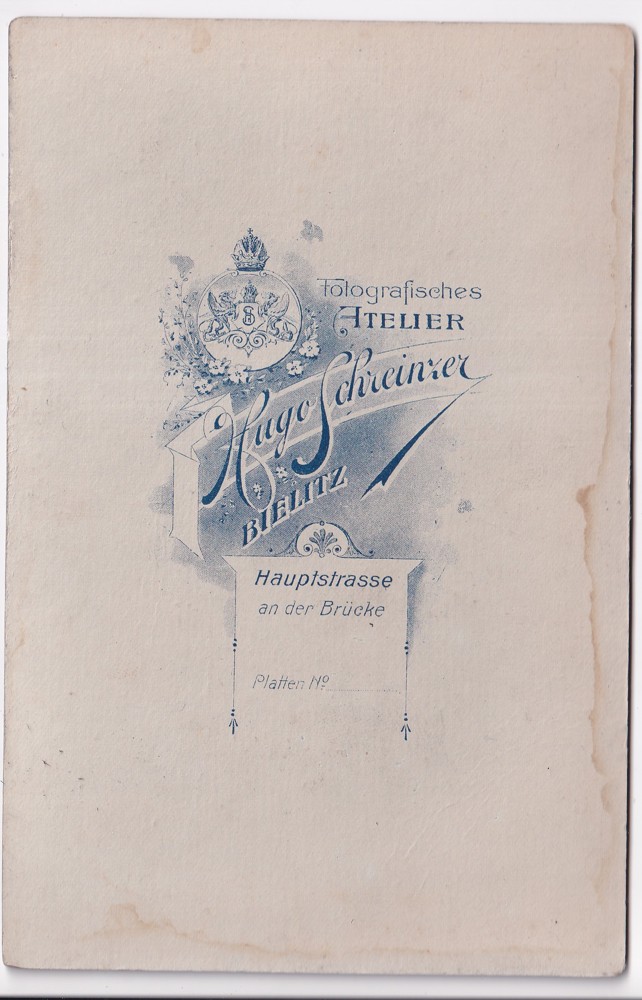 Fotografisches
ATELIER
Hugo Schreinzer
BIELITZ
Hauptstrasse
an der Brücke
Platten No